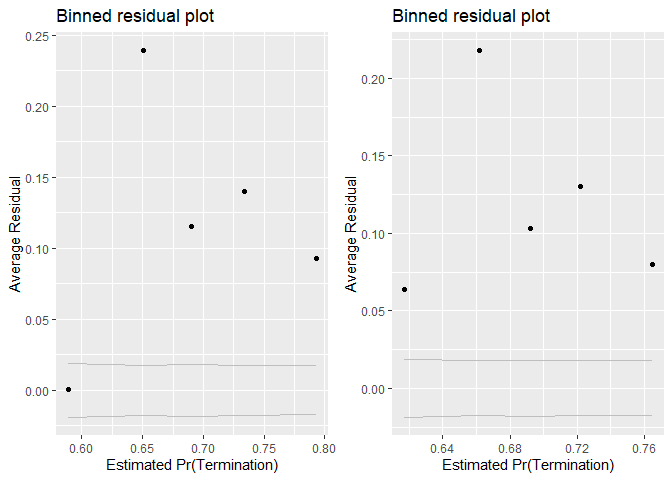 Binned residual plot
0.25
0.20
0.15
0.10
0.05
0.00
Average Residual
0.60 0.65 0.70 0.75 0.80
Estimated Pr(Termination)
Binned residual plot
0.20
0.15
0.10
0.05
0.00
Average Residual
0.64 0.68 0.72 0.76
Estimated Pr(Termination)